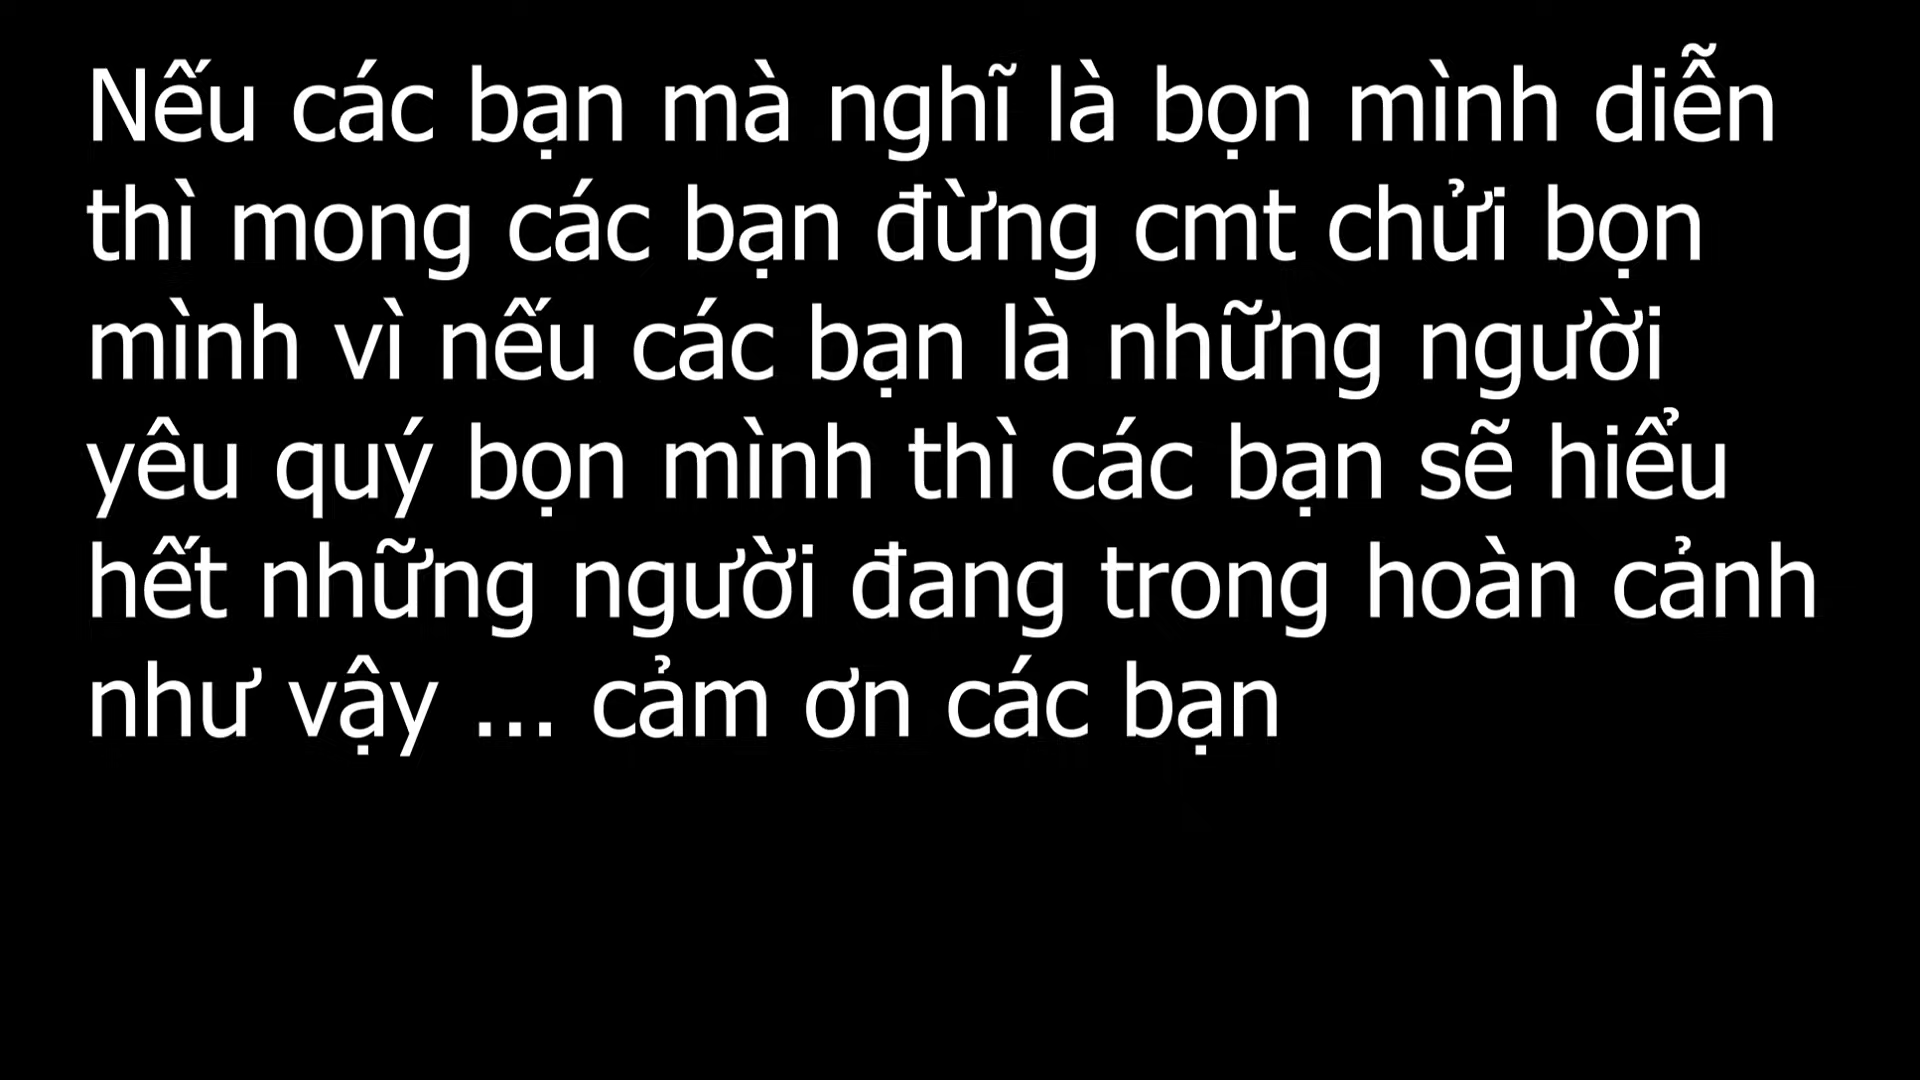 Nếu các bạn mà nghĩ là bọn mình diễn
thì mong các bạn đừng cmt chửi bọn
mình vì nếu các bạn là những người
yêu quý bọn mình thì các bạn sẽ hiểu
hết những người đang trong hoàn cảnh
như vậy ... cảm ơn các bạn